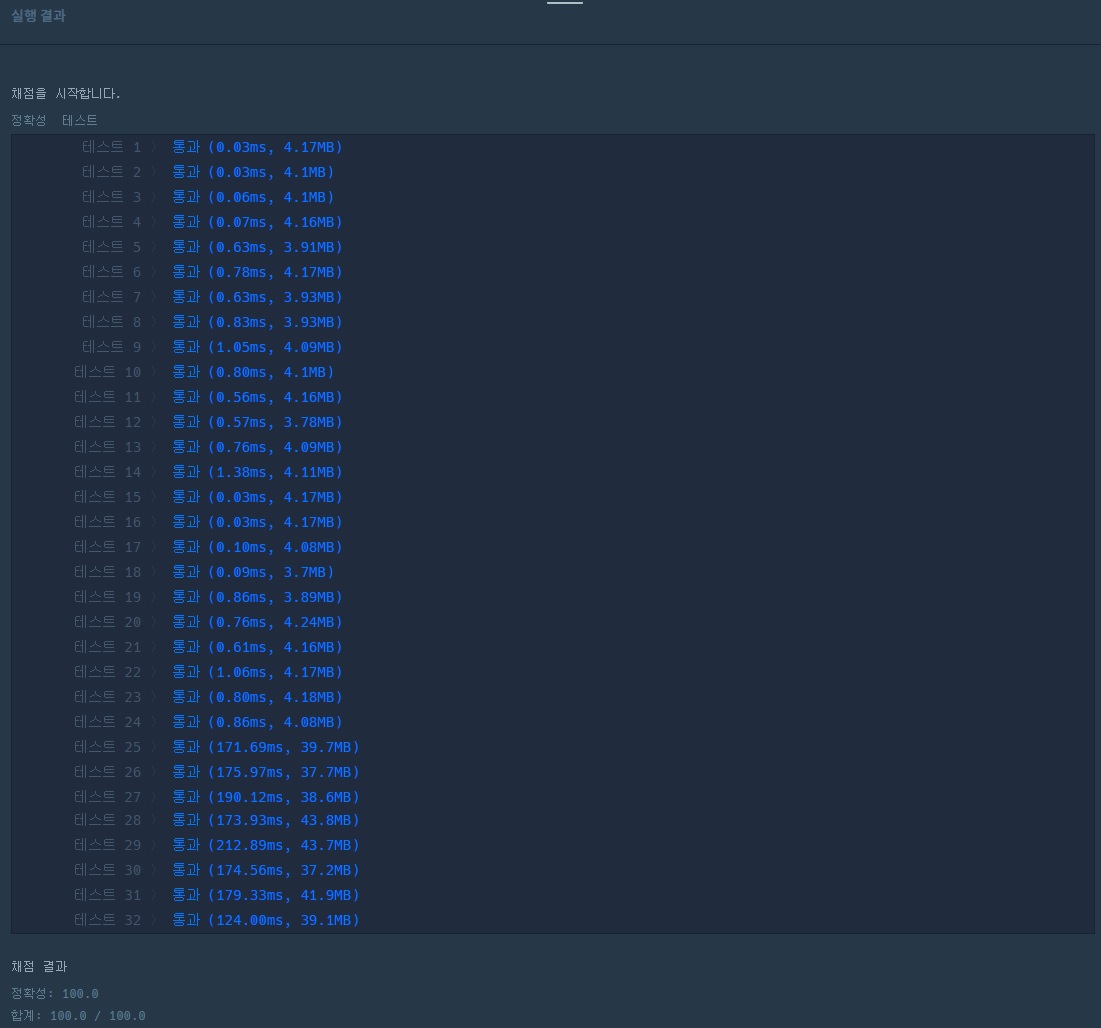 실행 결과
채점을 시작합니다.
정확성 테스트
테스트 1 〉 통과 (0.03ms, 4.17MB)
테스트 2 〉 통과 (0.03ms, 4.1MB)
테스트 3 〉 통과 (0.06ms, 4.1MB)
테스트 4 〉 통과 (0.07ms, 4.16MB)
테스트 5 〉 통과 (0.63ms, 3.91MB)
테스트 6 〉 통과 (0.78ms, 4.17MB)
테스트 7 〉 통과 (0.63ms, 3.93MB)
테스트 8 〉 통과 (0.83ms, 3.93MB)
테스트 9 〉 통과 (1.05ms, 4.09MB)
테스트 10 〉 통과 (0.80ms, 4.1MB)
테스트 11 〉 통과 (0.56ms, 4.16MB)
테스트 12 〉 통과 (0.57ms, 3.78MB)
테스트 13 〉 통과 (0.76ms, 4.09MB)
테스트 14 〉 통과 (1.38ms, 4.11MB)
테스트 15 〉 통과 (0.03ms, 4.17MB)
테스트 16 〉 통과 (0.03ms, 4.17MB)
테스트 17 〉 통과 (0.10ms, 4.08MB)
테스트 18 〉 통과 (0.09ms, 3.7MB)
테스트 19 〉 통과 (0.86ms, 3.89MB)
테스트 20 〉 통과 (0.76ms, 4.24MB)
테스트 21 〉 통과 (0.61ms, 4.16MB)
테스트 22 〉 통과 (1.06ms, 4.17MB)
테스트 23 〉 통과 (0.80ms, 4.18MB)
테스트 24 〉 통과 (0.86ms, 4.08MB)
테스트 25 〉 통과 (171.69ms, 39.7MB)
테스트 26 〉 통과 (175.97ms, 37.7MB)
테스트 27 〉 통과 (190.12ms, 38.6MB)
테스트 28 〉 통과 (173.93ms, 43.8MB)
테스트 29 〉 통과 (212.89ms, 43.7MB)
테스트 30 〉 통과 (174.56ms, 37.2MB)
테스트 31 〉 통과 (179.33ms, 41.9MB)
테스트 32 〉 통과 (124.00ms, 39.1MB)
채점 결과
정확성: 100.0
합계: 100.0 / 100.0